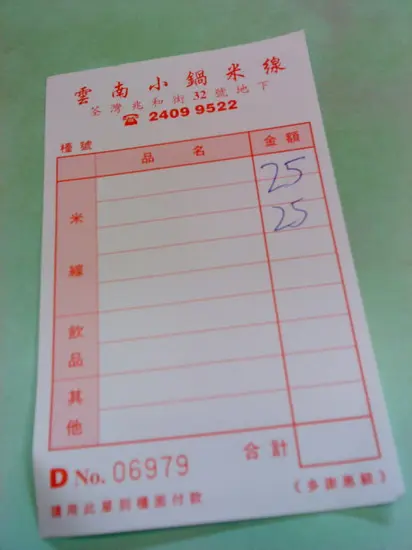 雲南小鍋米線
荃灣兆和街32號地下
☎ 2409 9522
檯號
品名 金額
25
25
米線
飲品
其他
合計
D No. 06979
請用此單到櫃面付款
(多謝惠顧)